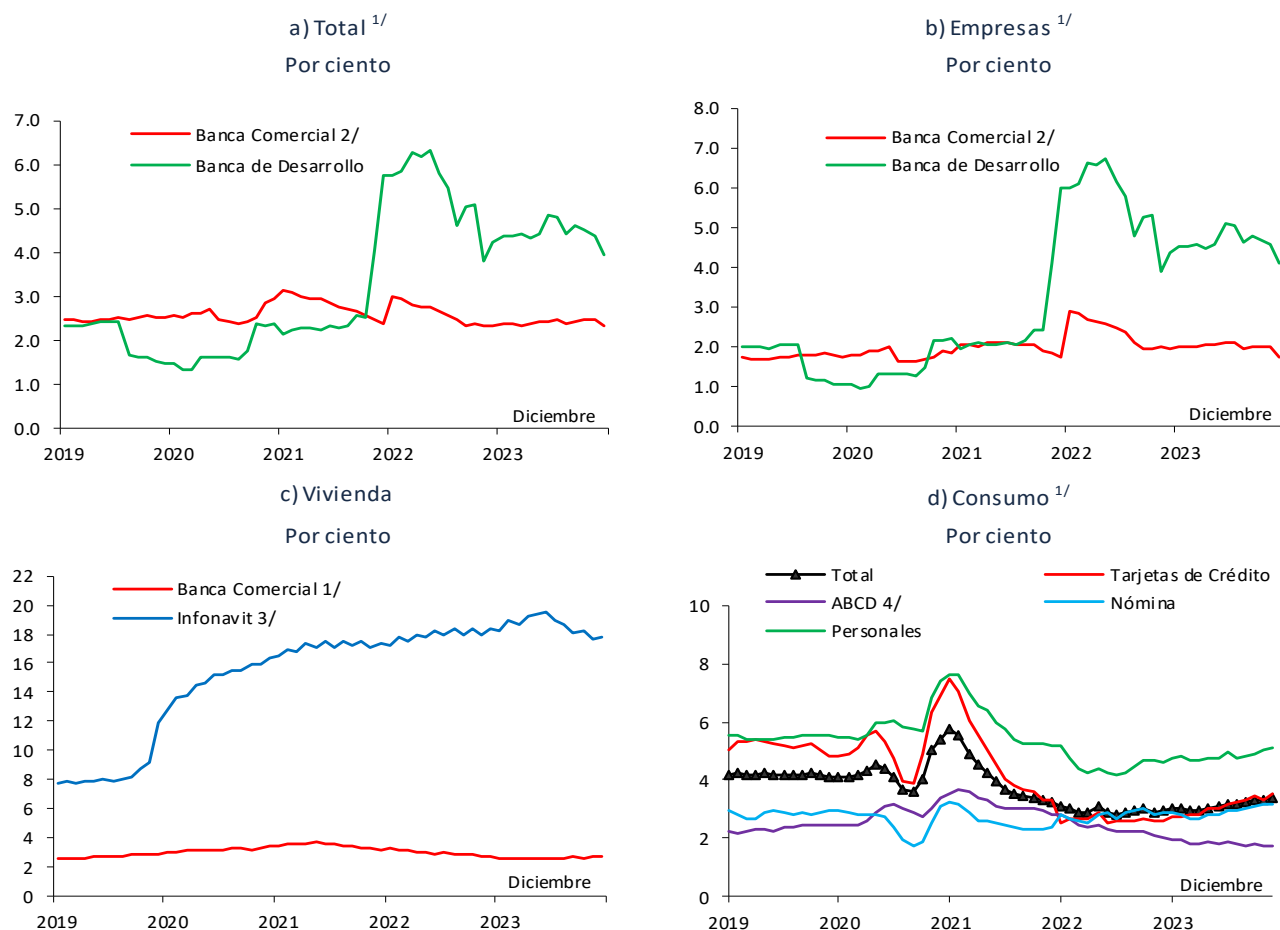 a) Total 1/
Por ciento
7.0
6.0
5.0
4.0
3.0
2.0
1.0
0.0
Banca Comercial 2/
Banca de Desarrollo
Diciembre
2019 2020 2021 2022 2023
b) Empresas 1/
Por ciento
8.0
7.0
6.0
5.0
4.0
3.0
2.0
1.0
0.0
Banca Comercial 2/
Banca de Desarrollo
Diciembre
2019 2020 2021 2022 2023
c) Vivienda
Por ciento
22
20
18
16
14
12
10
8
6
4
2
0
Banca Comercial 1/
Infonavit 3/
Diciembre
2019 2020 2021 2022 2023
d) Consumo 1/
Por ciento
Total Tarjetas de Crédito
ABCD 4/ Nómina
Personales
10
8
6
4
2
0
Diciembre
2019 2020 2021 2022 2023